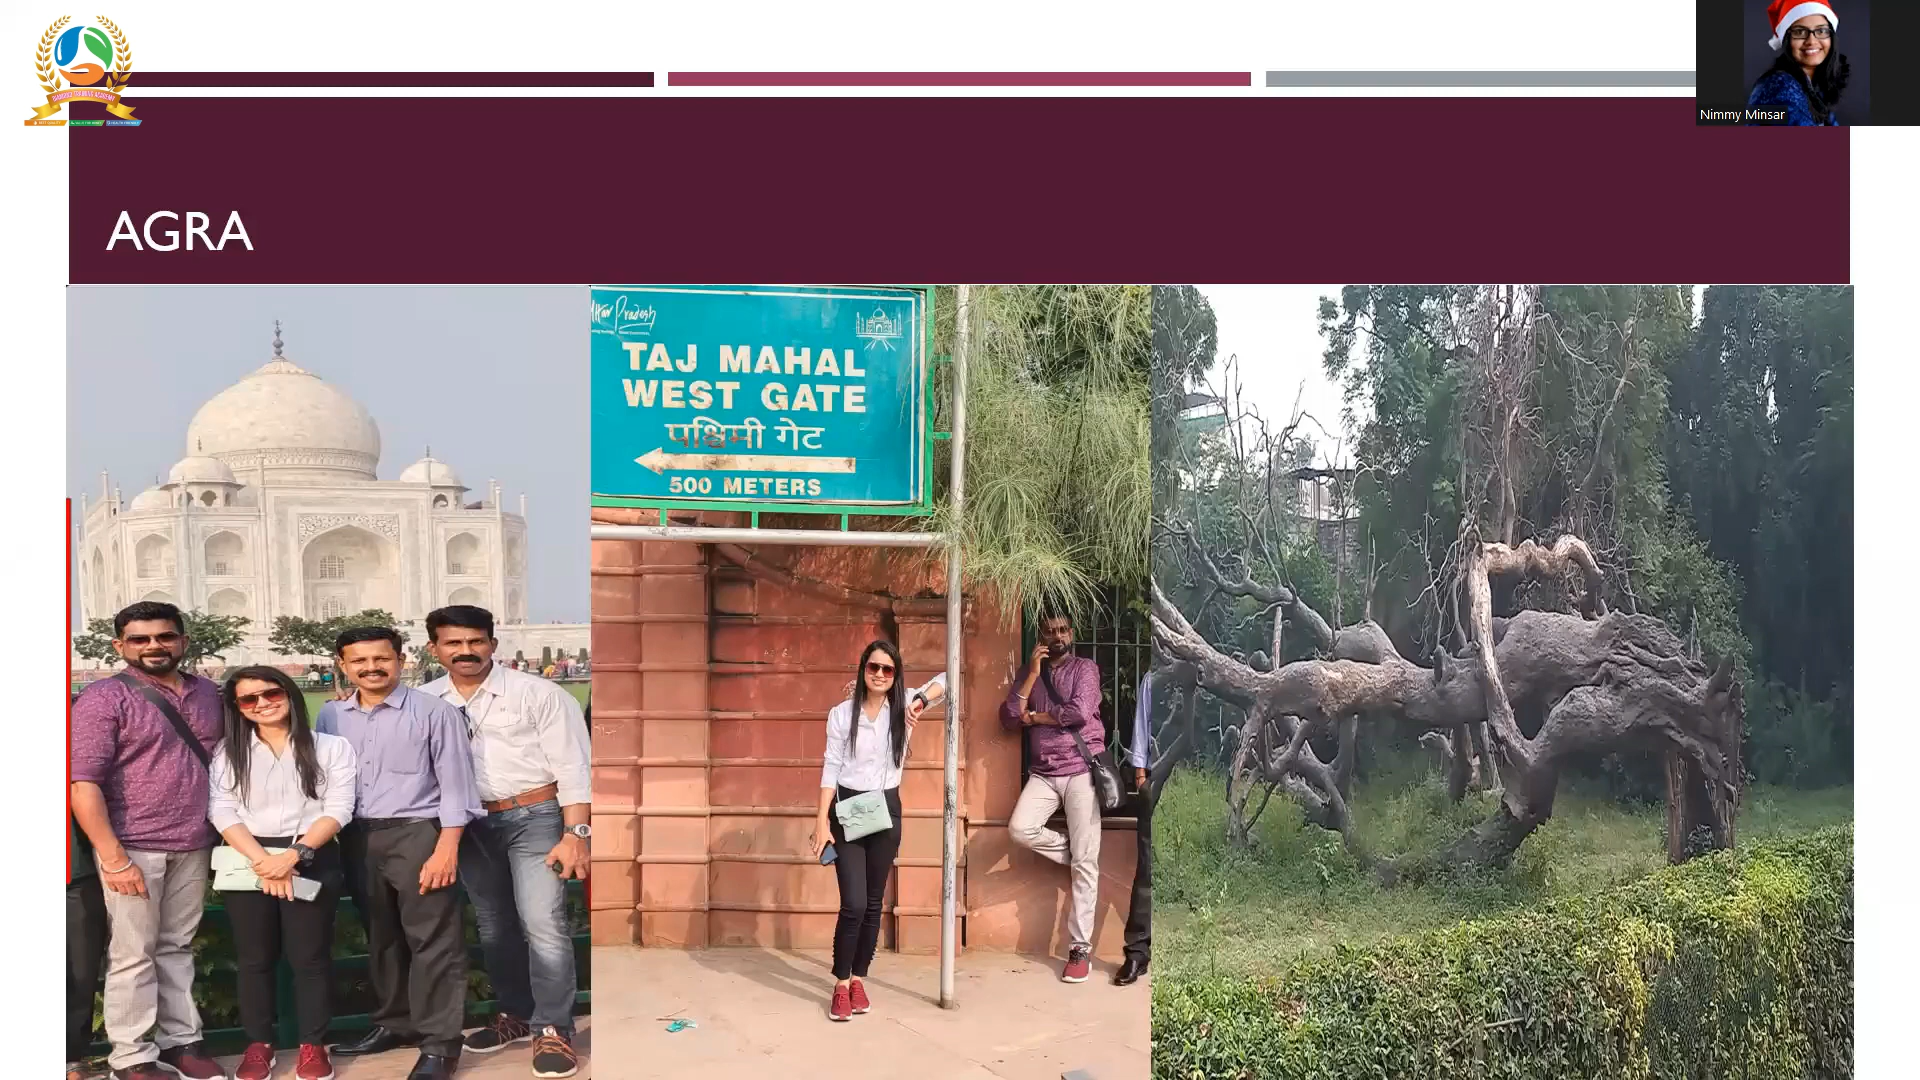 Nimmy Minsar
AGRA
Uttar Pradesh
TAJ MAHAL
WEST GATE
पश्चिमी गेट
500 METERS